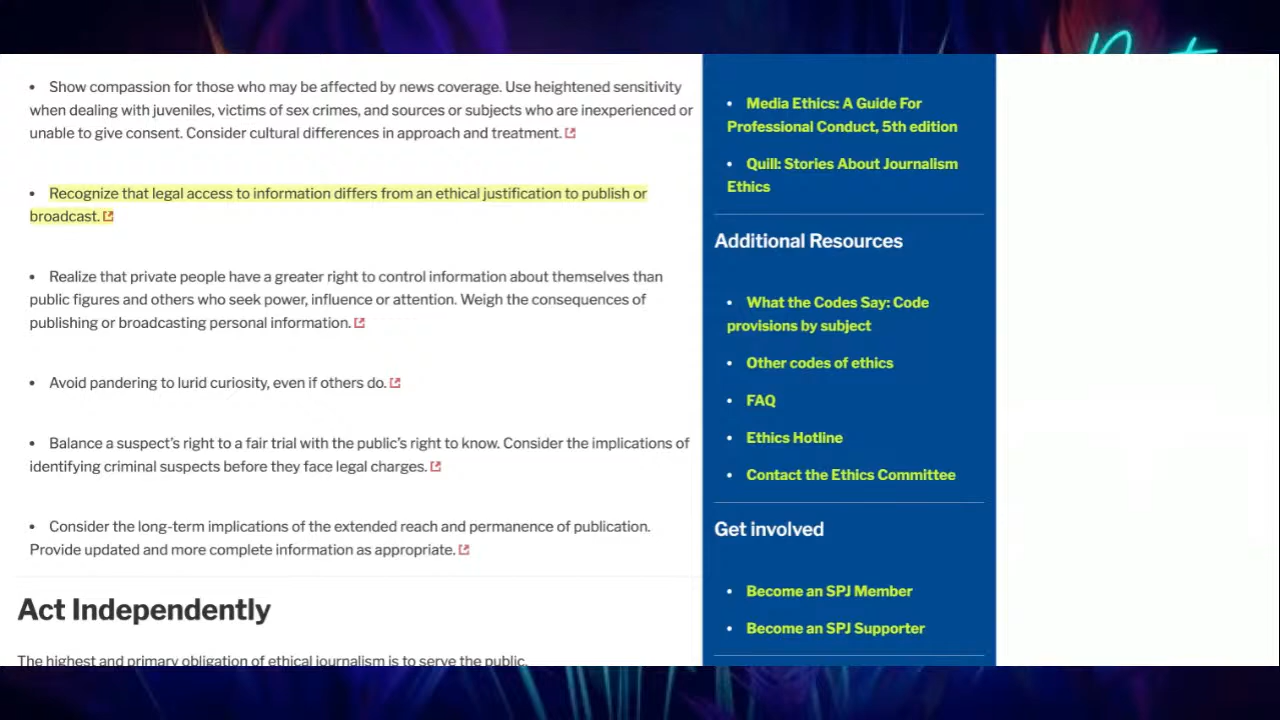 • Show compassion for those who may be affected by news coverage. Use heightened sensitivity
when dealing with juveniles, victims of sex crimes, and sources or subjects who are inexperienced or
unable to give consent. Consider cultural differences in approach and treatment.
• Recognize that legal access to information differs from an ethical justification to publish or
broadcast.
• Realize that private people have a greater right to control information about themselves than
public figures and others who seek power, influence or attention. Weigh the consequences of
publishing or broadcasting personal information.
• Avoid pandering to lurid curiosity, even if others do.
• Balance a suspect's right to a fair trial with the public's right to know. Consider the implications of
identifying criminal suspects before they face legal charges.
• Consider the long-term implications of the extended reach and permanence of publication.
Provide updated and more complete information as appropriate.
Act Independently
The highest and primary obligation of ethical journalism is to serve the public.
• Media Ethics: A Guide For
Professional Conduct, 5th edition
• Quill: Stories About Journalism
Ethics
Additional Resources
• What the Codes Say: Code
provisions by subject
• Other codes of ethics
• FAQ
• Ethics Hotline
• Contact the Ethics Committee
Get involved
• Become an SPJ Member
• Become an SPJ Supporter